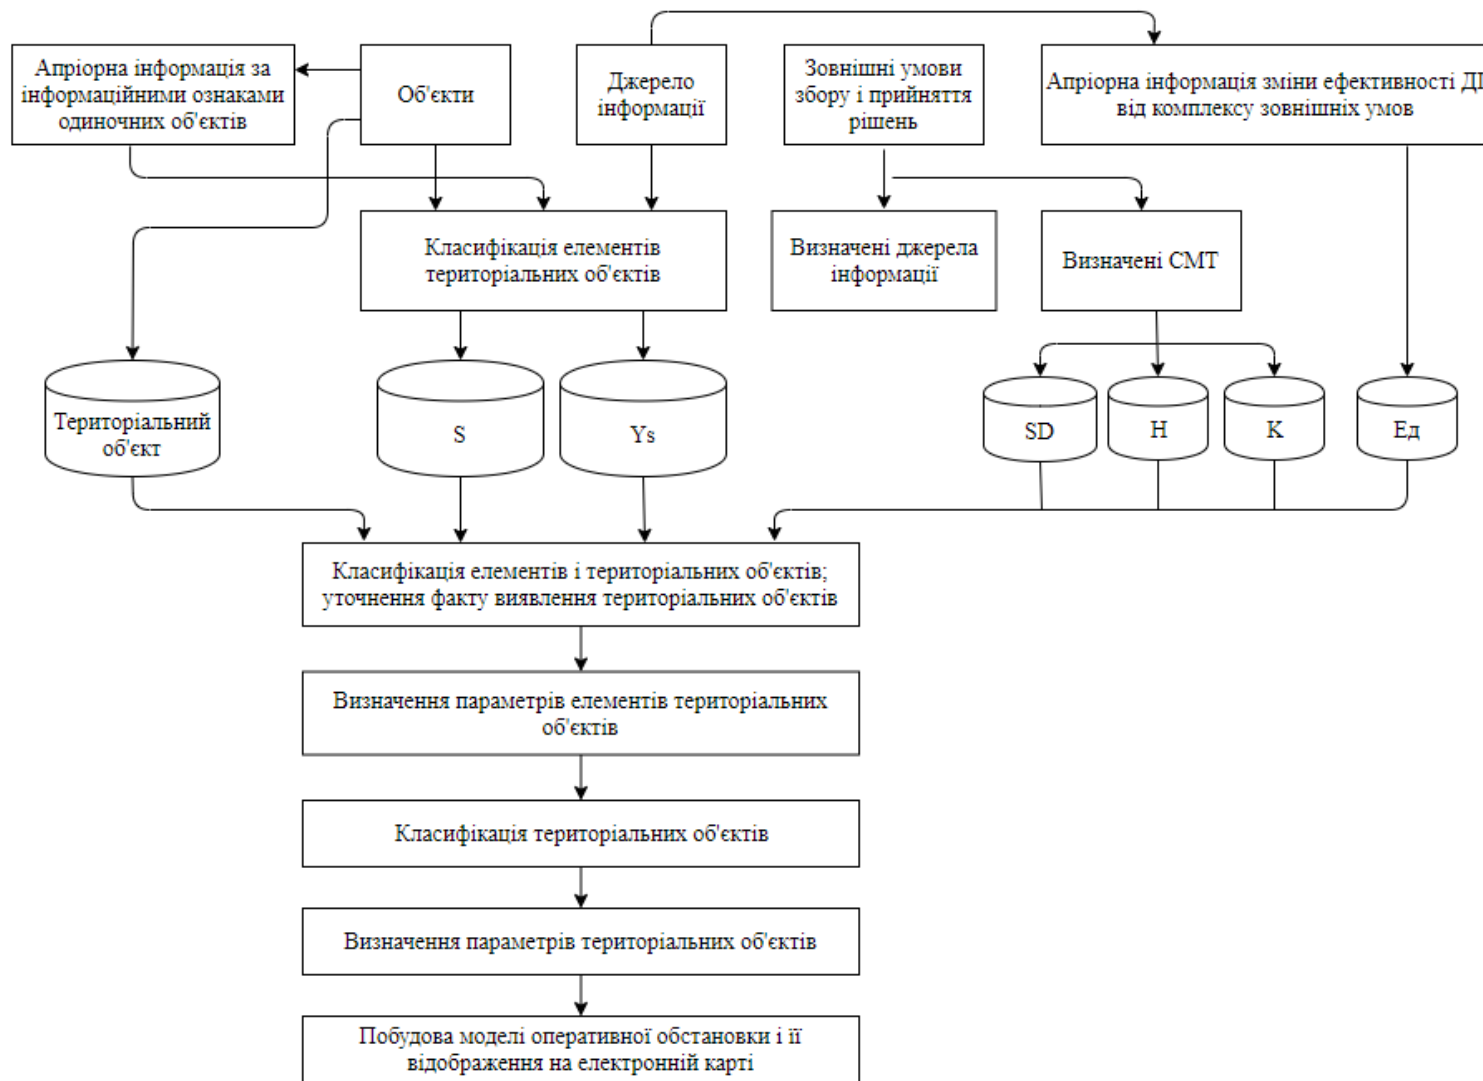 Апріорна інформація за
інформаційними ознаками
одиночних об'єктів
Об'єкти
Джерело
інформації
Зовнішні умови
збору і прийняття
рішень
Апріорна інформація зміни ефективності ДІ
від комплексу зовнішніх умов
Класифікація елементів
територіальних об'єктів
Визначені джерела
інформації
Визначені СМТ
Територіальний
об'єкт
S
Ys
SD
H
K
Eд
Класифікація елементів і територіальних об'єктів;
уточнення факту виявлення територіальних об'єктів
Визначення параметрів елементів територіальних
об'єктів
Класифікація територіальних об'єктів
Визначення параметрів територіальних об'єктів
Побудова моделі оперативної обстановки і її
відображення на електронній карті